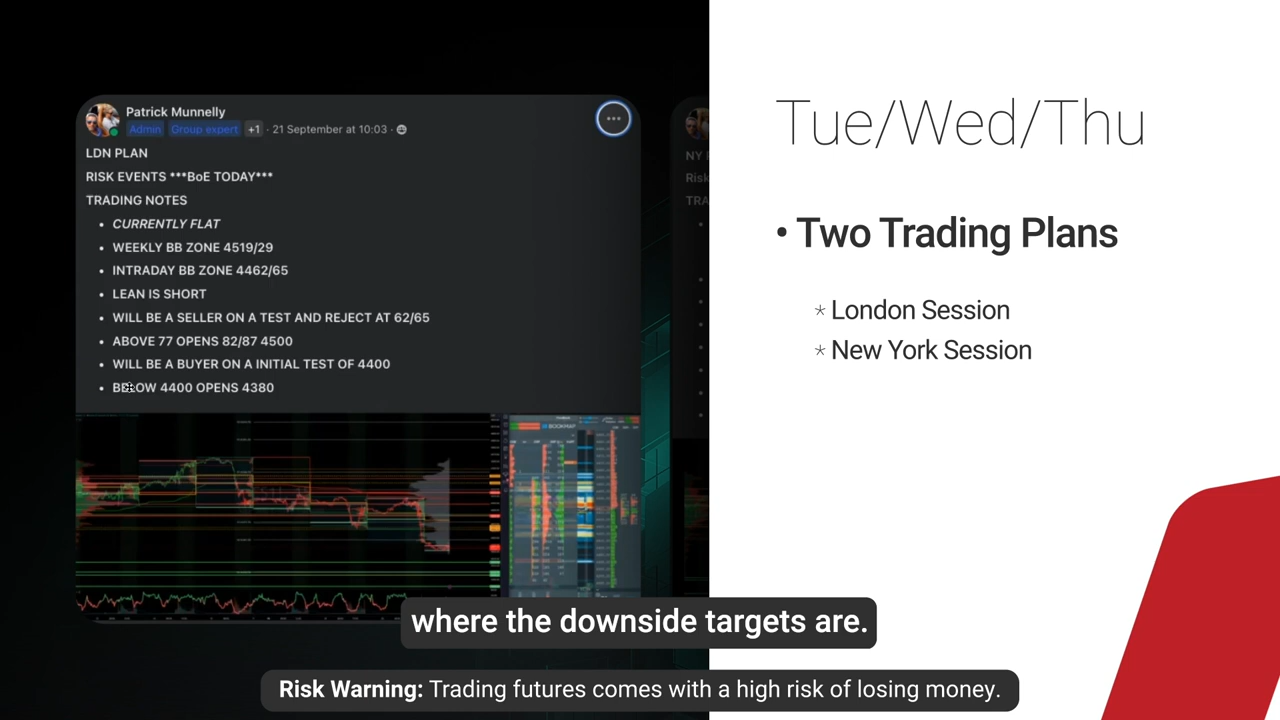 Patrick Munnelly
Admin Group expert +1 · 21 September at 10:03 ·
LDN PLAN
RISK EVENTS ***BoE TODAY***
TRADING NOTES
• CURRENTLY FLAT
• WEEKLY BB ZONE 4519/29
• INTRADAY BB ZONE 4462/65
• LEAN IS SHORT
• WILL BE A SELLER ON A TEST AND REJECT AT 62/65
• ABOVE 77 OPENS 82/87 4500
• WILL BE A BUYER ON A INITIAL TEST OF 4400
• BELOW 4400 OPENS 4380
BOOKMAP
Tue/Wed/Thu
• Two Trading Plans
* London Session
* New York Session
where the downside targets are.
Risk Warning: Trading futures comes with a high risk of losing money.